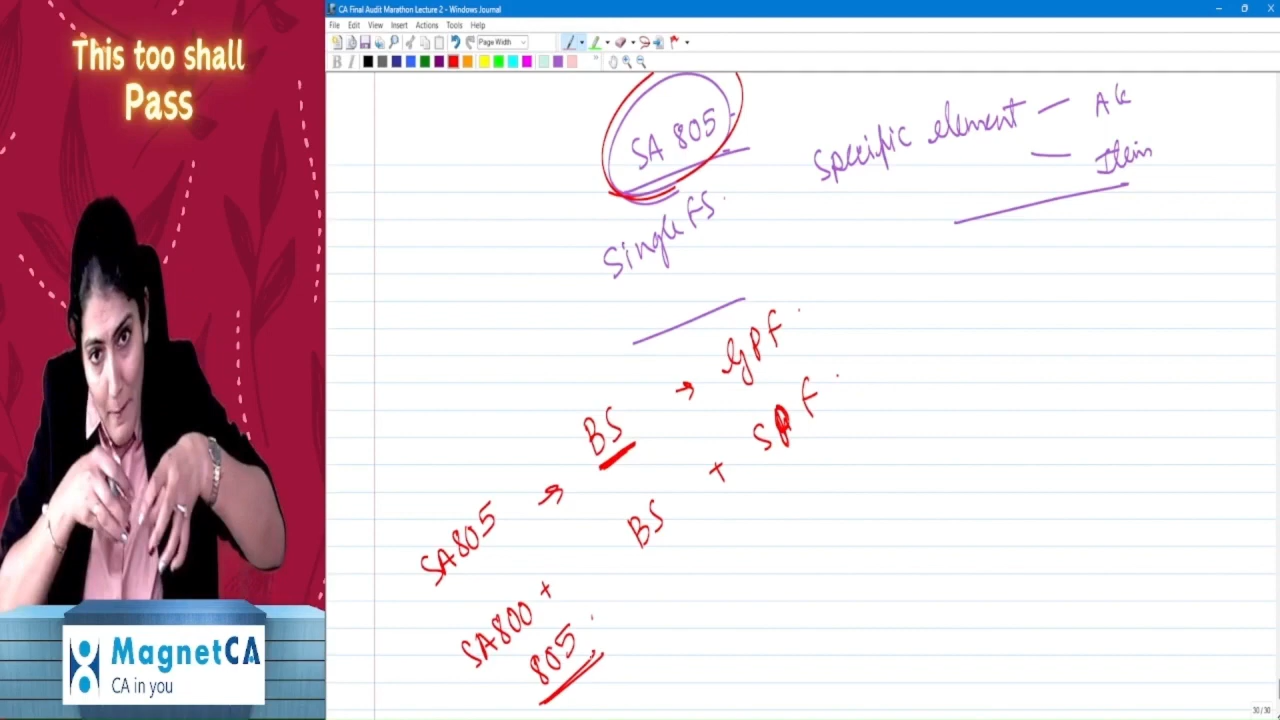 This too shall
Pass
CA Final Audit Marathon Lecture 2 - Windows Journal
File Edit View Insert Actions Tools Help
Page Width
B I
SA 805
Specific element — A/c
— Item
Single FS.
SA805 → BS → GPF
SA800 + 805. BS + SPF
MagnetCA
CA in you
30 / 30